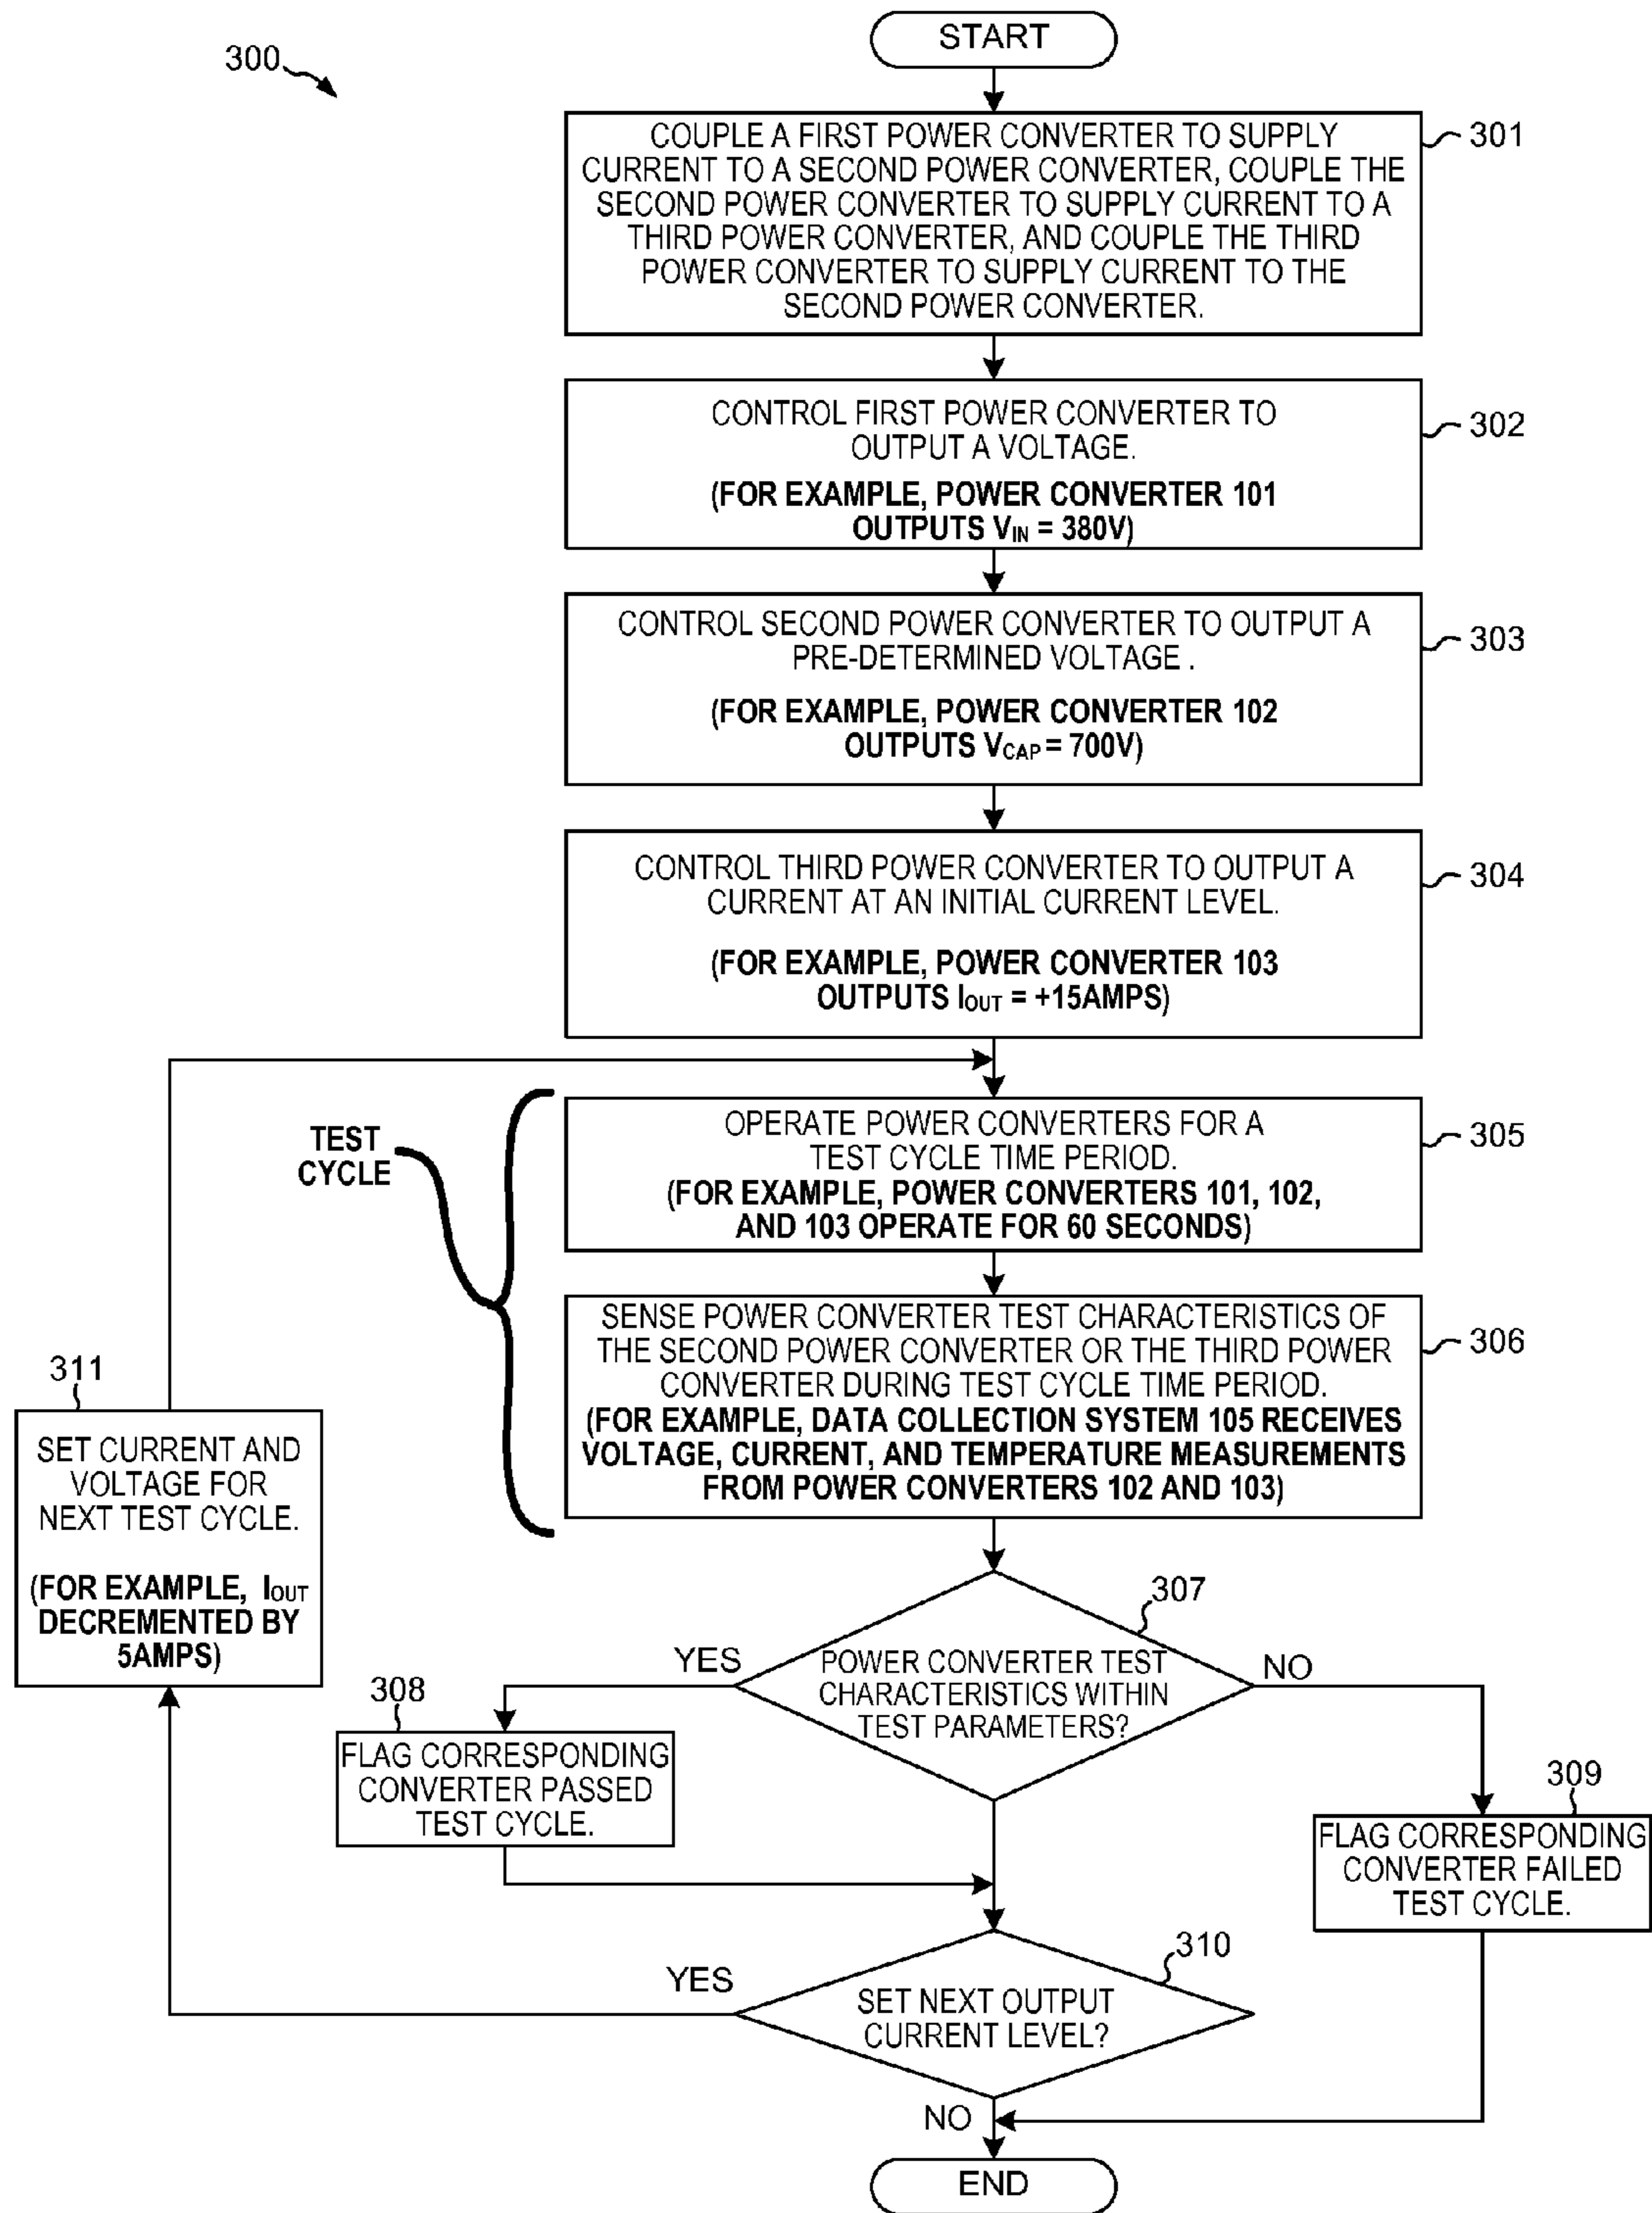 300
START
COUPLE A FIRST POWER CONVERTER TO SUPPLY
CURRENT TO A SECOND POWER CONVERTER, COUPLE THE
SECOND POWER CONVERTER TO SUPPLY CURRENT TO A
THIRD POWER CONVERTER, AND COUPLE THE THIRD
POWER CONVERTER TO SUPPLY CURRENT TO THE
SECOND POWER CONVERTER.
301
CONTROL FIRST POWER CONVERTER TO
OUTPUT A VOLTAGE.
(FOR EXAMPLE, POWER CONVERTER 101
OUTPUTS VIN = 380V)
302
CONTROL SECOND POWER CONVERTER TO OUTPUT A
PRE-DETERMINED VOLTAGE .
(FOR EXAMPLE, POWER CONVERTER 102
OUTPUTS VCAP = 700V)
303
CONTROL THIRD POWER CONVERTER TO OUTPUT A
CURRENT AT AN INITIAL CURRENT LEVEL.
(FOR EXAMPLE, POWER CONVERTER 103
OUTPUTS IOUT = +15AMPS)
304
TEST
CYCLE
OPERATE POWER CONVERTERS FOR A
TEST CYCLE TIME PERIOD.
(FOR EXAMPLE, POWER CONVERTERS 101, 102,
AND 103 OPERATE FOR 60 SECONDS)
305
SENSE POWER CONVERTER TEST CHARACTERISTICS OF
THE SECOND POWER CONVERTER OR THE THIRD POWER
CONVERTER DURING TEST CYCLE TIME PERIOD.
(FOR EXAMPLE, DATA COLLECTION SYSTEM 105 RECEIVES
VOLTAGE, CURRENT, AND TEMPERATURE MEASUREMENTS
FROM POWER CONVERTERS 102 AND 103)
306
311
SET CURRENT AND
VOLTAGE FOR
NEXT TEST CYCLE.
(FOR EXAMPLE, IOUT
DECREMENTED BY
5AMPS)
307
YES
POWER CONVERTER TEST
CHARACTERISTICS WITHIN
TEST PARAMETERS?
NO
308
FLAG CORRESPONDING
CONVERTER PASSED
TEST CYCLE.
309
FLAG CORRESPONDING
CONVERTER FAILED
TEST CYCLE.
310
YES
SET NEXT OUTPUT
CURRENT LEVEL?
NO
END